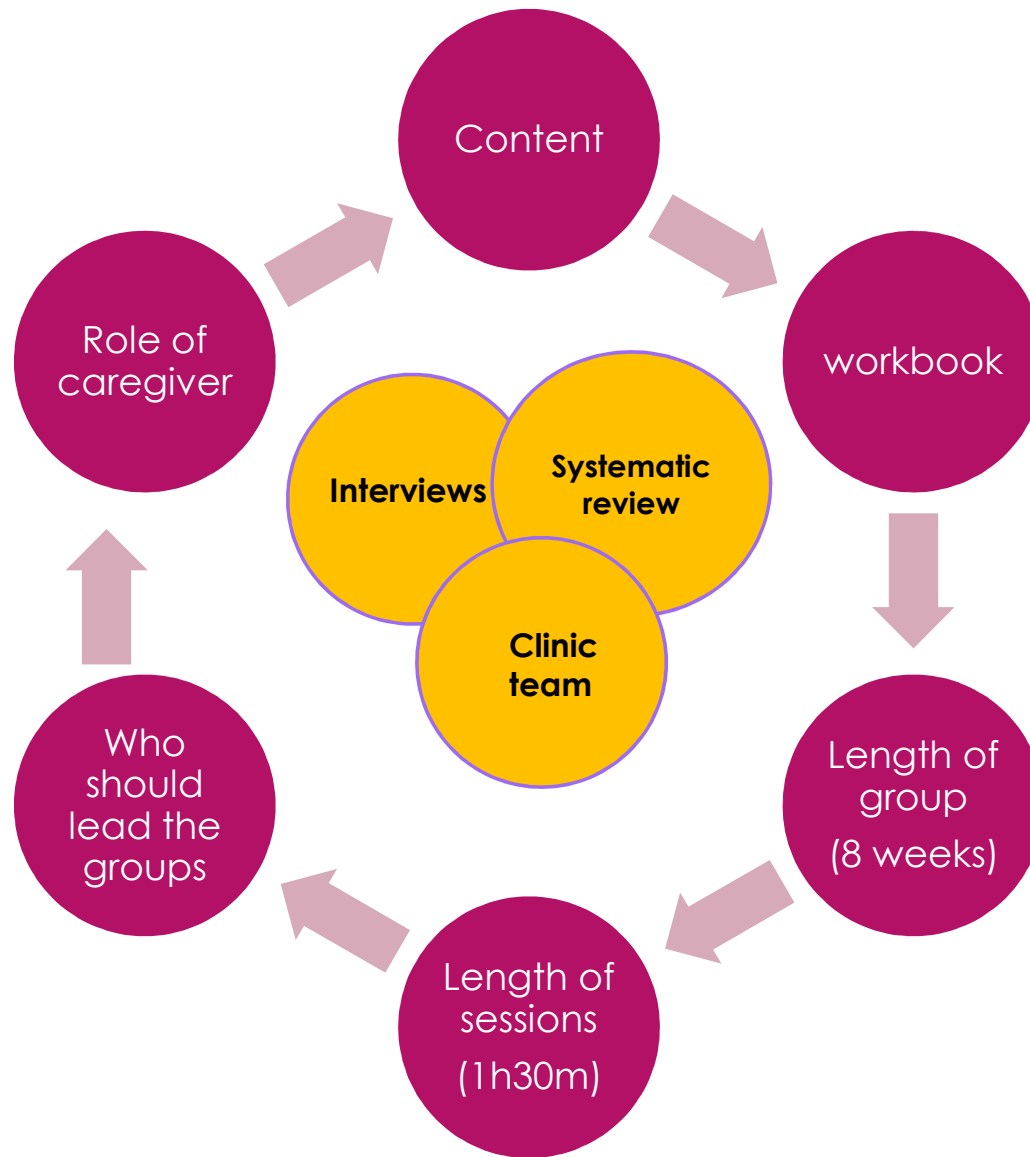 Content
workbook
Length of
group
(8 weeks)
Length of
sessions
(1h30m)
Who
should
lead the
groups
Role of
caregiver
Interviews
Systematic
review
Clinic
team